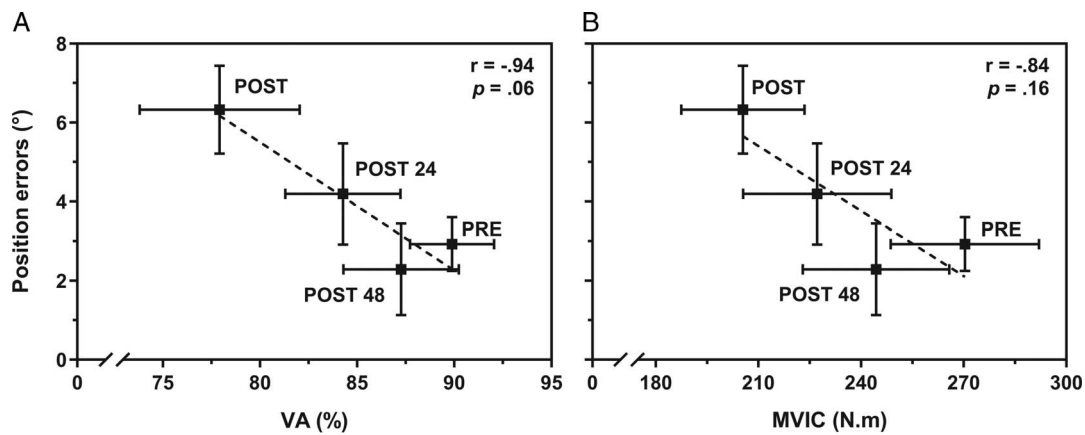 A
8
6
4
2
0
Position errors (°)
r = -.94
p = .06
POST
POST 24
PRE
POST 48
0
75
80
85
90
95
VA (%)
B
r = -.84
p = .16
POST
POST 24
PRE
POST 48
0
180
210
240
270
300
MVIC (N.m)